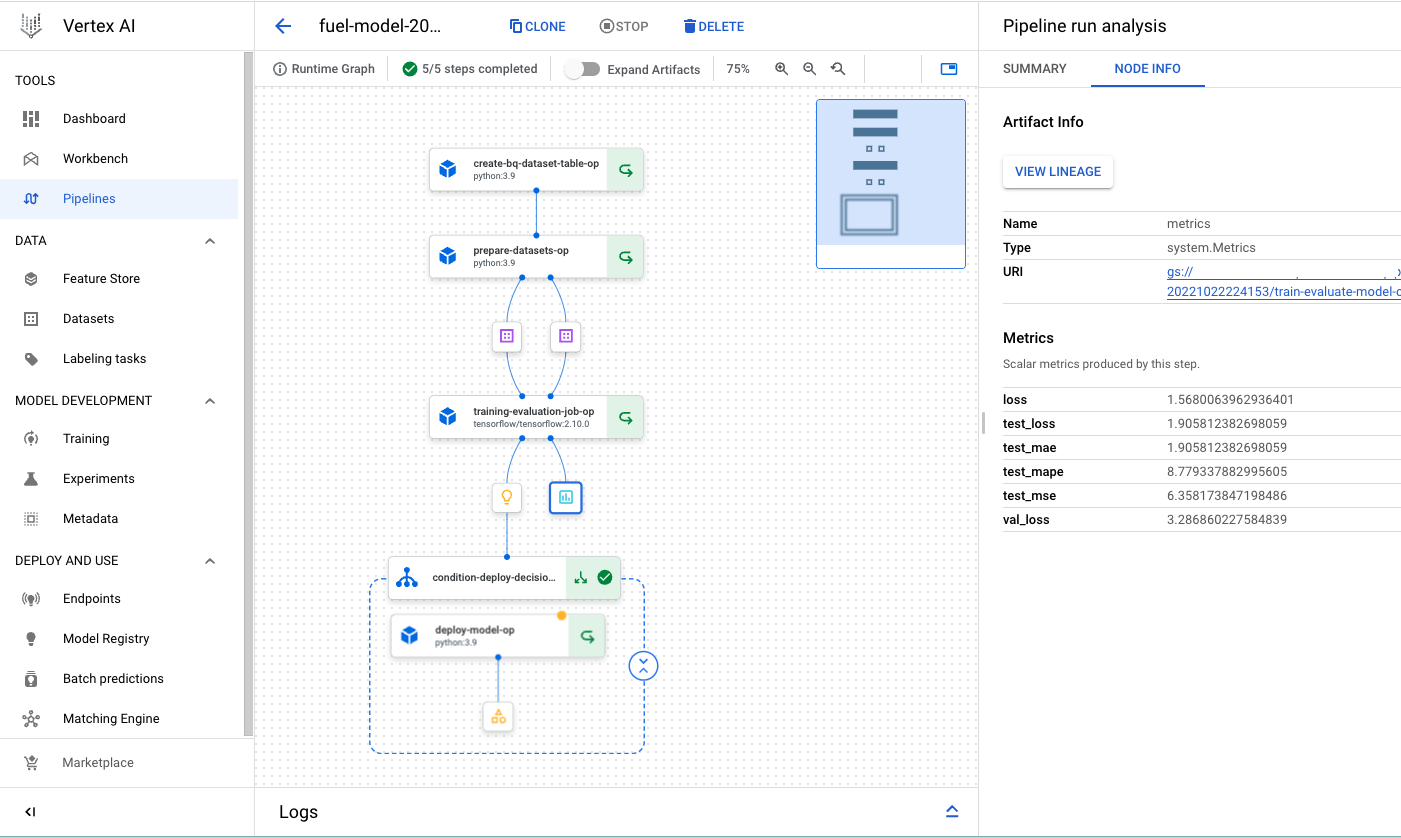 Vertex AI
fuel-model-20…
CLONE
STOP
DELETE
Pipeline run analysis
TOOLS
Dashboard
Workbench
Pipelines
DATA
Feature Store
Datasets
Labeling tasks
MODEL DEVELOPMENT
Training
Experiments
Metadata
DEPLOY AND USE
Endpoints
Model Registry
Batch predictions
Matching Engine
Marketplace
Runtime Graph
5/5 steps completed
Expand Artifacts
75%
create-bq-dataset-table-op
python:3.9
prepare-datasets-op
python:3.9
training-evaluation-job-op
tensorflow/tensorflow:2.10.0
condition-deploy-decisio…
deploy-model-op
python:3.9
Logs
SUMMARY
NODE INFO
Artifact Info
VIEW LINEAGE
Name metrics
Type system.Metrics
URI gs://
20221022224153/train-evaluate-model-
Metrics
Scalar metrics produced by this step.
loss 1.5680063962936401
test_loss 1.905812382698059
test_mae 1.905812382698059
test_mape 8.779337882995605
test_mse 6.358173847198486
val_loss 3.286860227584839